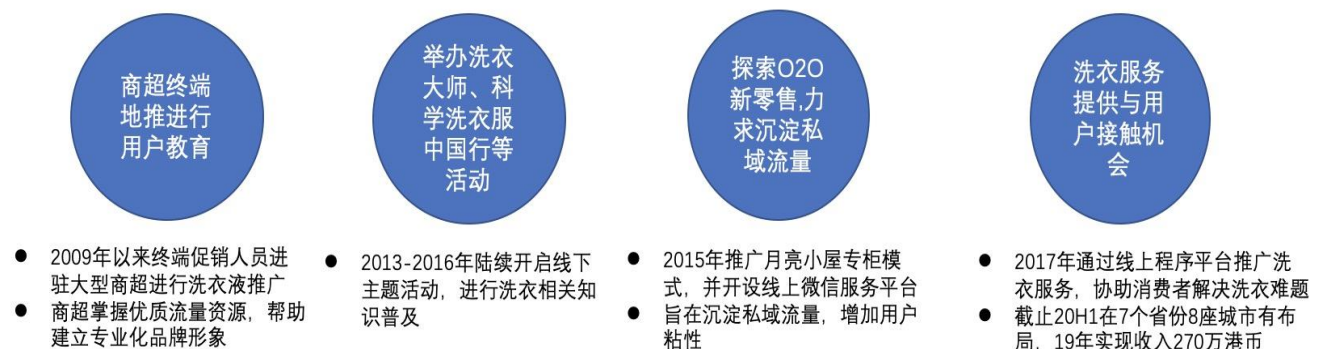 商超终端
地推进行
用户教育
举办洗衣
大师、科
学洗衣服
中国行等
活动
探索O2O
新零售,力
求沉淀私
域流量
洗衣服务
提供与用
户接触机
会
● 2009年以来终端促销人员进
驻大型商超进行洗衣液推广
● 商超掌握优质流量资源，帮助
建立专业化品牌形象
● 2013-2016年陆续开启线下
主题活动，进行洗衣相关知
识普及
● 2015年推广月亮小屋专柜模
式，并开设线上微信服务平台
● 旨在沉淀私域流量，增加用户
粘性
● 2017年通过线上程序平台推广洗
衣服务，协助消费者解决洗衣难题
● 截止20H1在7个省份8座城市有布
局，19年实现收入270万港币